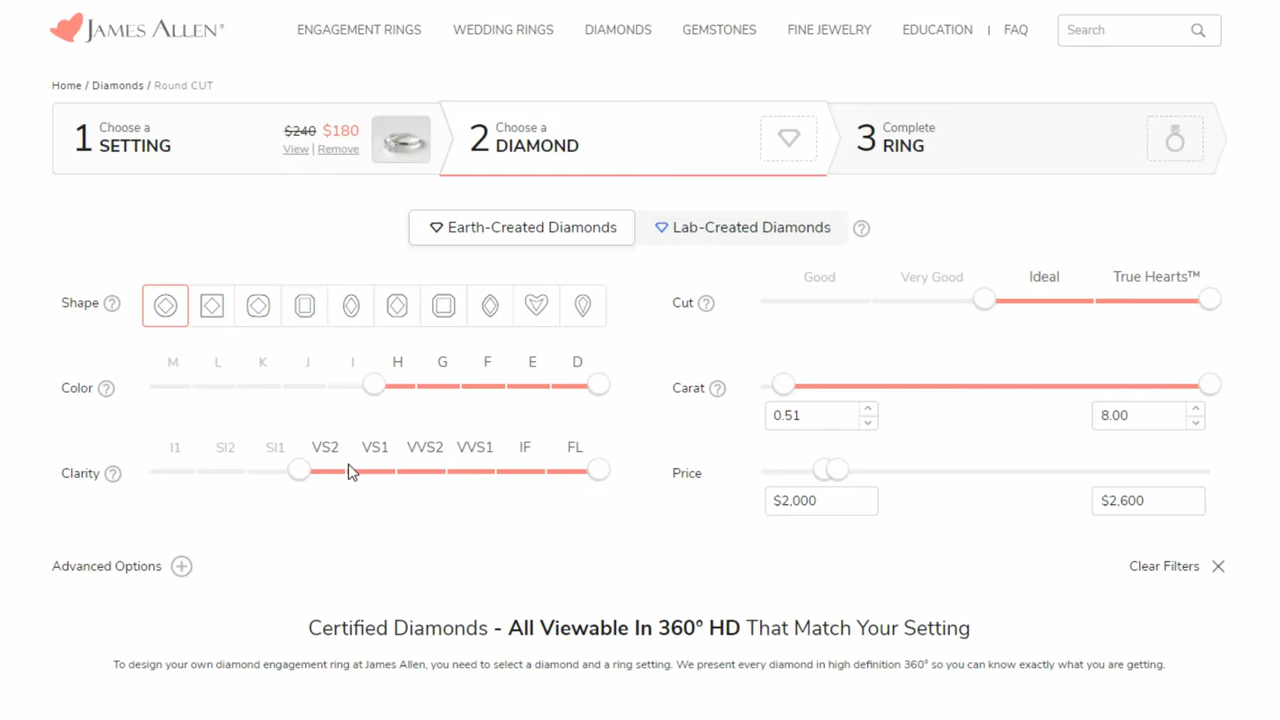 JAMES ALLEN®
ENGAGEMENT RINGS WEDDING RINGS DIAMONDS GEMSTONES FINE JEWELRY EDUCATION | FAQ Search
Home / Diamonds / Round CUT
1 Choose a SETTING $240 $180 View | Remove
2 Choose a DIAMOND
3 Complete RING
Earth-Created Diamonds Lab-Created Diamonds ?
Shape ?
Cut ? Good Very Good Ideal True Hearts™
Color ? M L K J I H G F E D
Carat ? 0.51 8.00
Clarity ? I1 SI2 SI1 VS2 VS1 VVS2 VVS1 IF FL
Price $2,000 $2,600
Advanced Options Clear Filters
Certified Diamonds - All Viewable In 360° HD That Match Your Setting
To design your own diamond engagement ring at James Allen, you need to select a diamond and a ring setting. We present every diamond in high definition 360° so you can know exactly what you are getting.